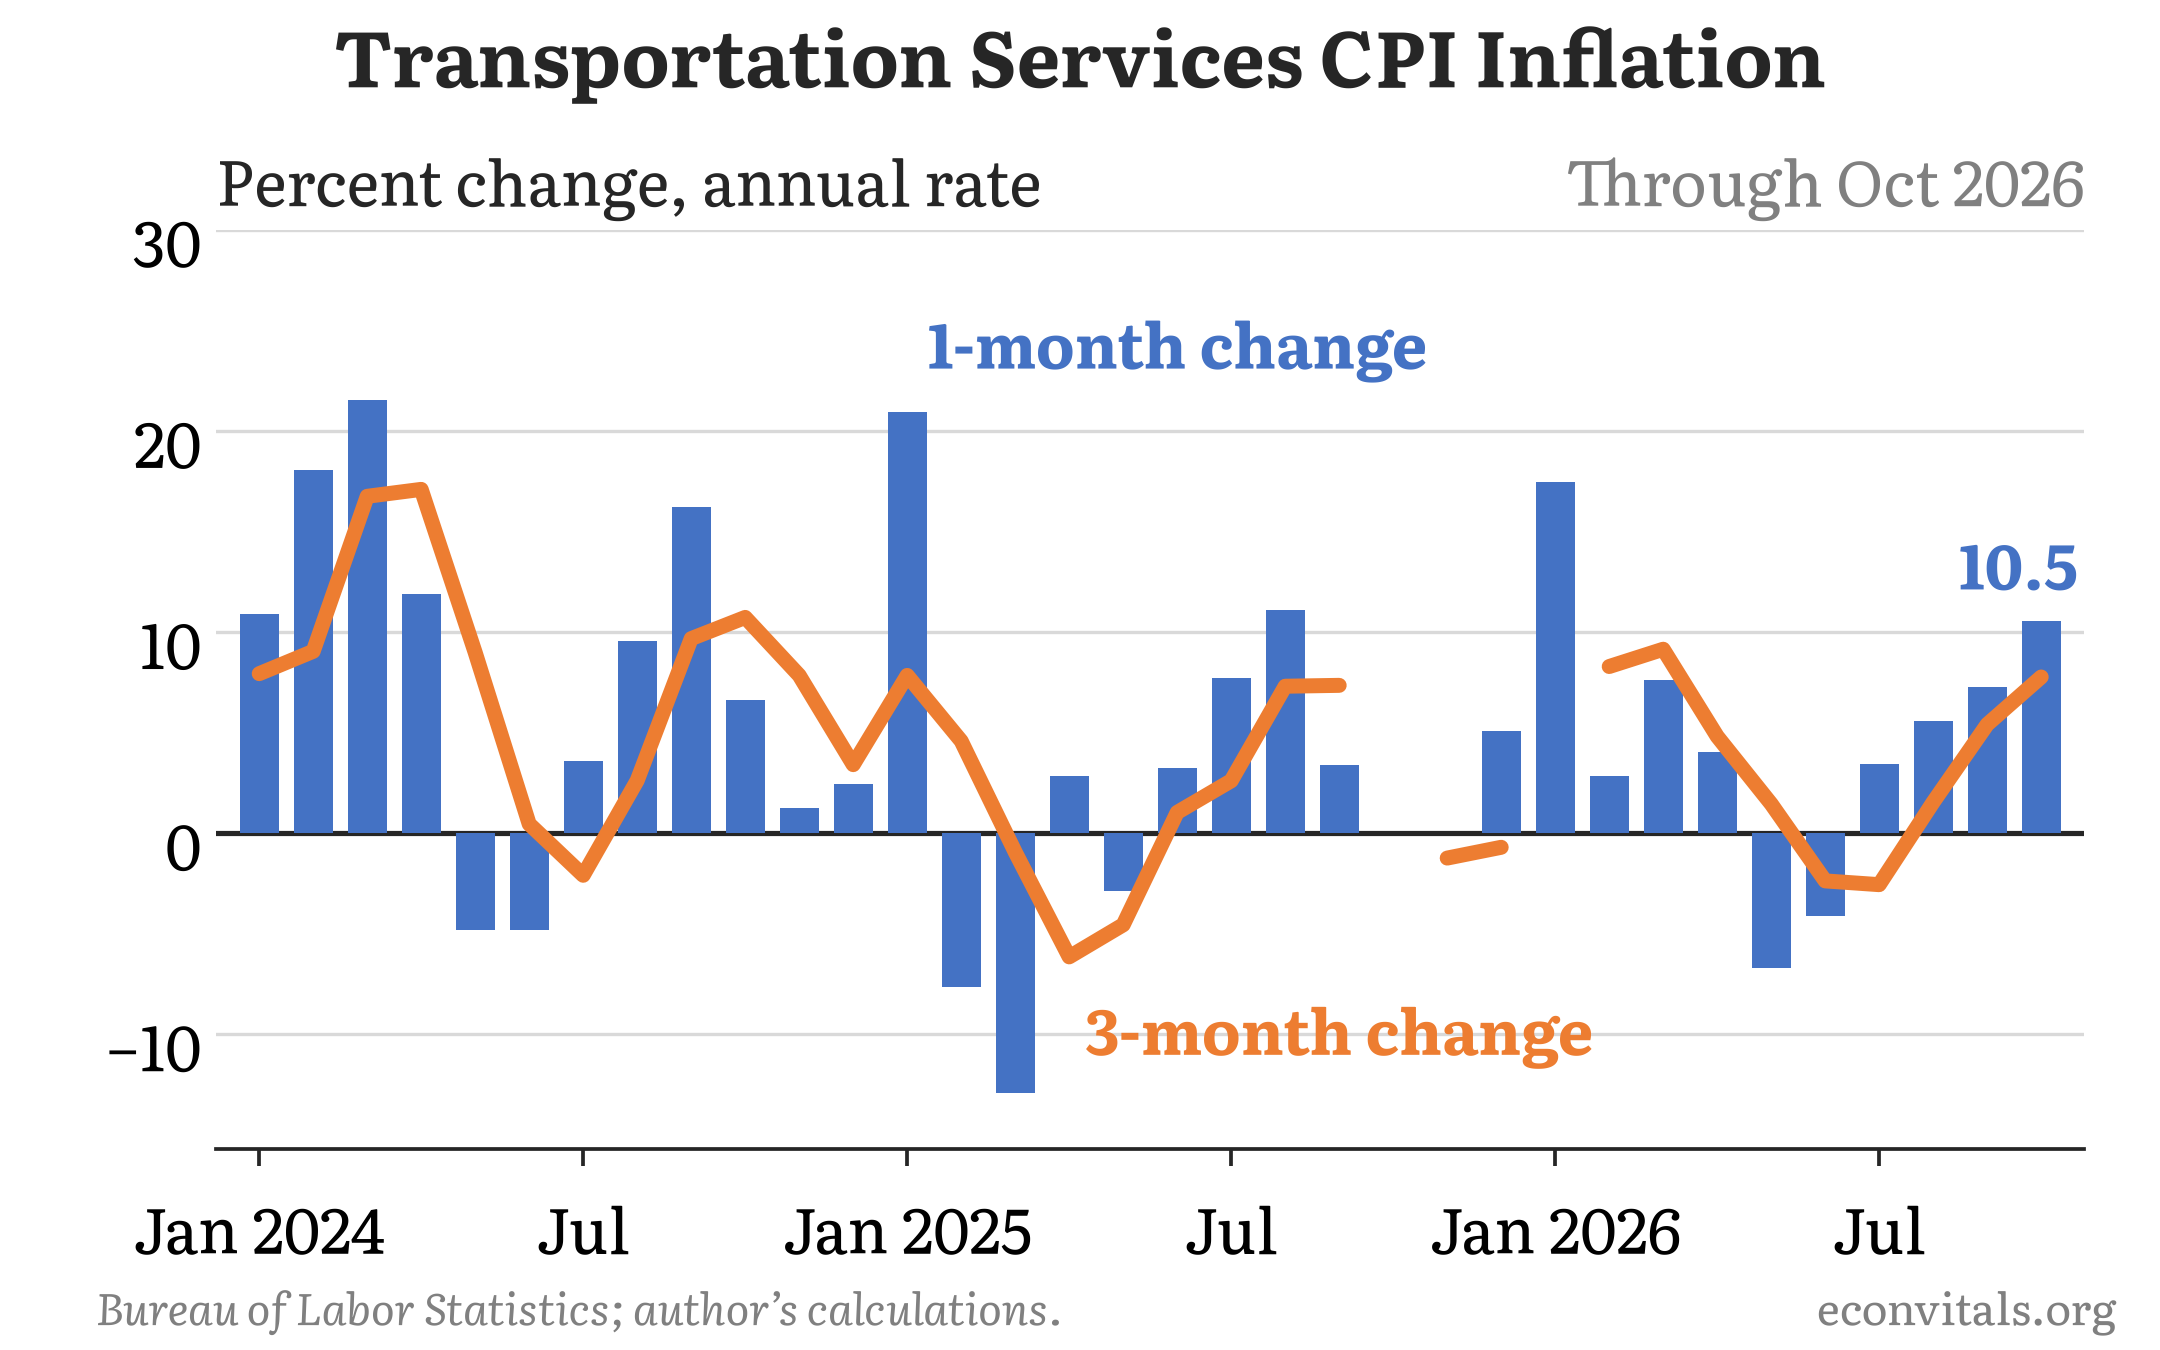 Transportation Services CPI Inflation
Percent change, annual rate
Through Oct 2026
30
1-month change
20
10.5
10
0
−10
3-month change
Jan 2024
Jul
Jan 2025
Jul
Jan 2026
Jul
Bureau of Labor Statistics; author’s calculations.
econvitals.org